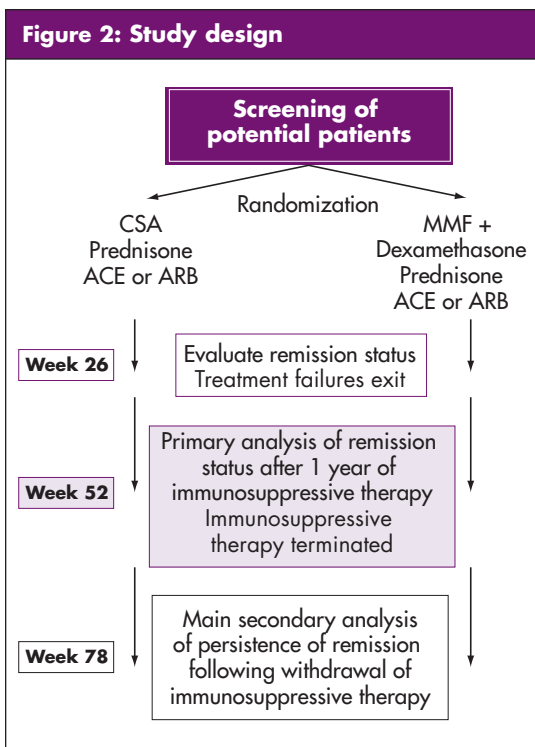 Figure 2: Study design
Screening of
potential patients
Randomization
CSA
Prednisone
ACE or ARB
MMF +
Dexamethasone
Prednisone
ACE or ARB
Week 26
Evaluate remission status
Treatment failures exit
Week 52
Primary analysis of remission
status after 1 year of
immunosuppressive therapy
Immunosuppressive
therapy terminated
Week 78
Main secondary analysis
of persistence of remission
following withdrawal of
immunosuppressive therapy